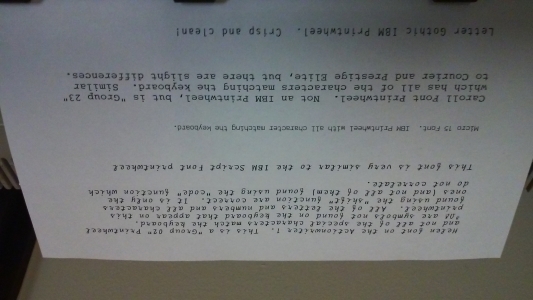 Helen font on the Actionwriter 1. This is a "Group 02" Printwheel
and not all of the special characters match the keyboard.
are symbols not found on the keyboard that appear on this
printwheel. All of the letters and numbers and all characters
found using the "shift" function are correct. It is only the
ones (and not all of them) found using the "code" function which
do not correlate.
This font is very similar to the IBM Script Font printwheel
Micro 15 Font. IBM Printwheel with all character matching the keyboard.
Caroll Font Printwheel. Not an IBM Printwheel, but is "Group 23"
which has all of the characters matching the keyboard. Similar
to Courier and Prestige Elite, but there are slight differences.
Letter Gothic IBM Printwheel. Crisp and clean!